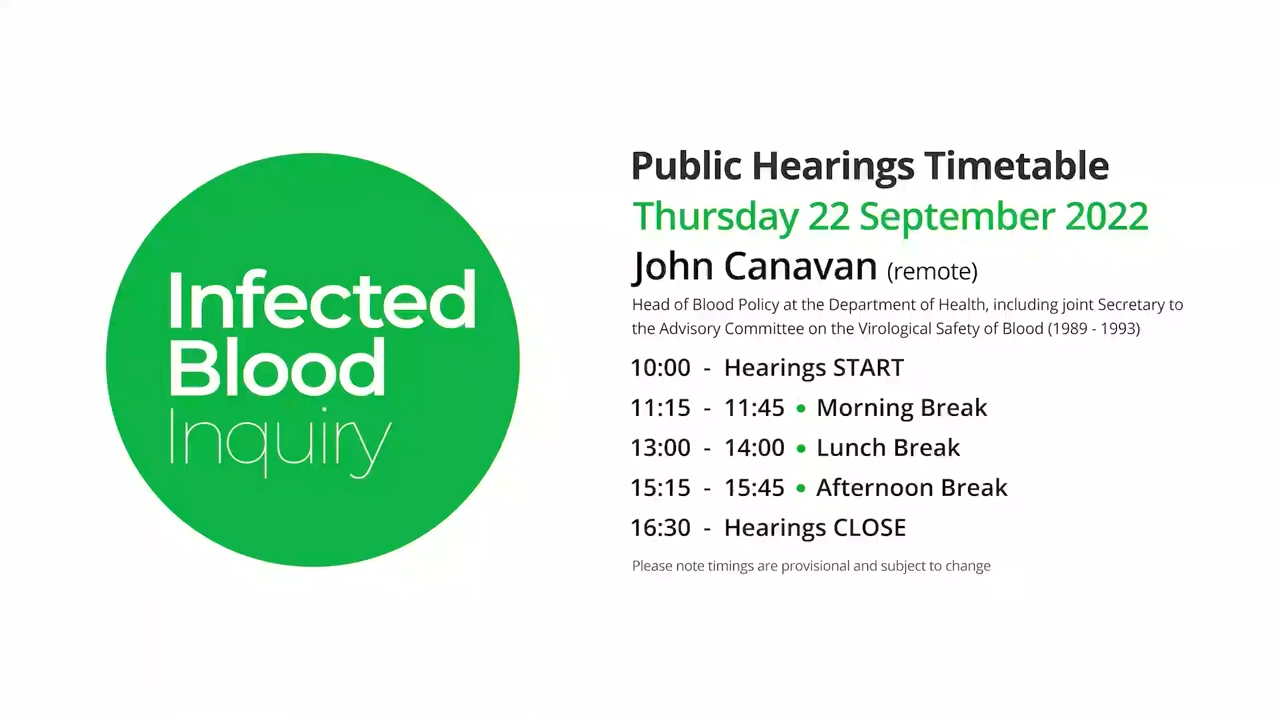 Infected
Blood
Inquiry
Public Hearings Timetable
Thursday 22 September 2022
John Canavan (remote)
Head of Blood Policy at the Department of Health, including joint Secretary to
the Advisory Committee on the Virological Safety of Blood (1989 - 1993)
10:00 - Hearings START
11:15 - 11:45 • Morning Break
13:00 - 14:00 • Lunch Break
15:15 - 15:45 • Afternoon Break
16:30 - Hearings CLOSE
Please note timings are provisional and subject to change